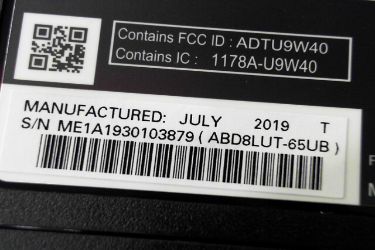 Contains FCC ID : ADTU9W40
Contains IC : 1178A-U9W40
MANUFACTURED: JULY 2019 T
S/N ME1A1930103879 ( ABD8LUT-65UB )